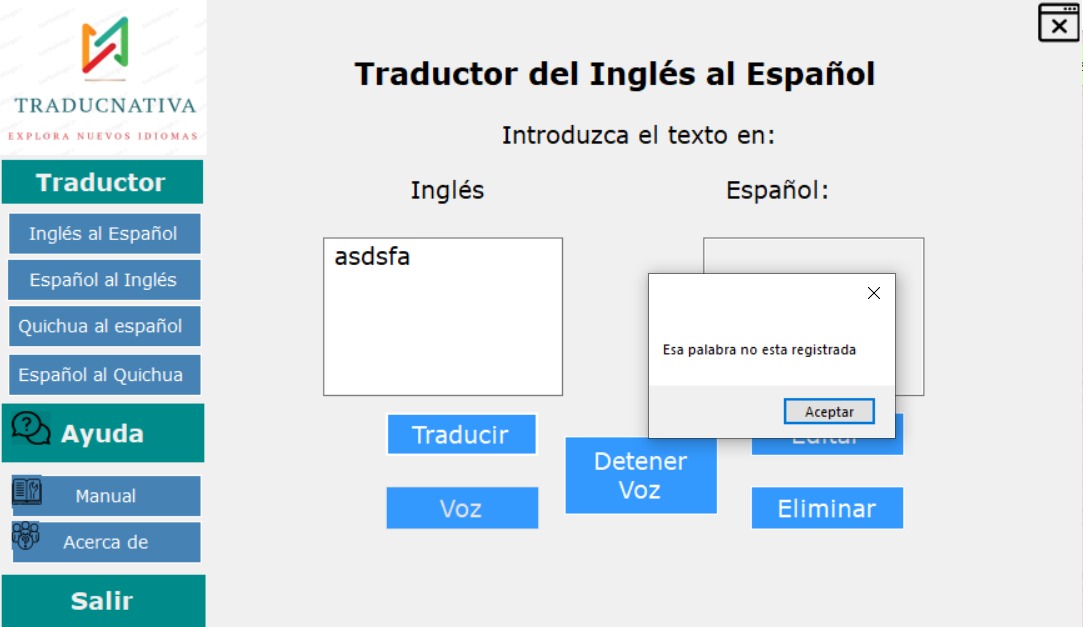 TRADUCNATIVA
EXPLORA NUEVOS IDIOMAS
Traductor
Inglés al Español
Español al Inglés
Quichua al español
Español al Quichua
Ayuda
Manual
Acerca de
Salir
Traductor del Inglés al Español
Introduzca el texto en:
Inglés
Español:
asdsfa
Esa palabra no esta registrada
Aceptar
Traducir
Editar
Detener
Voz
Voz
Eliminar